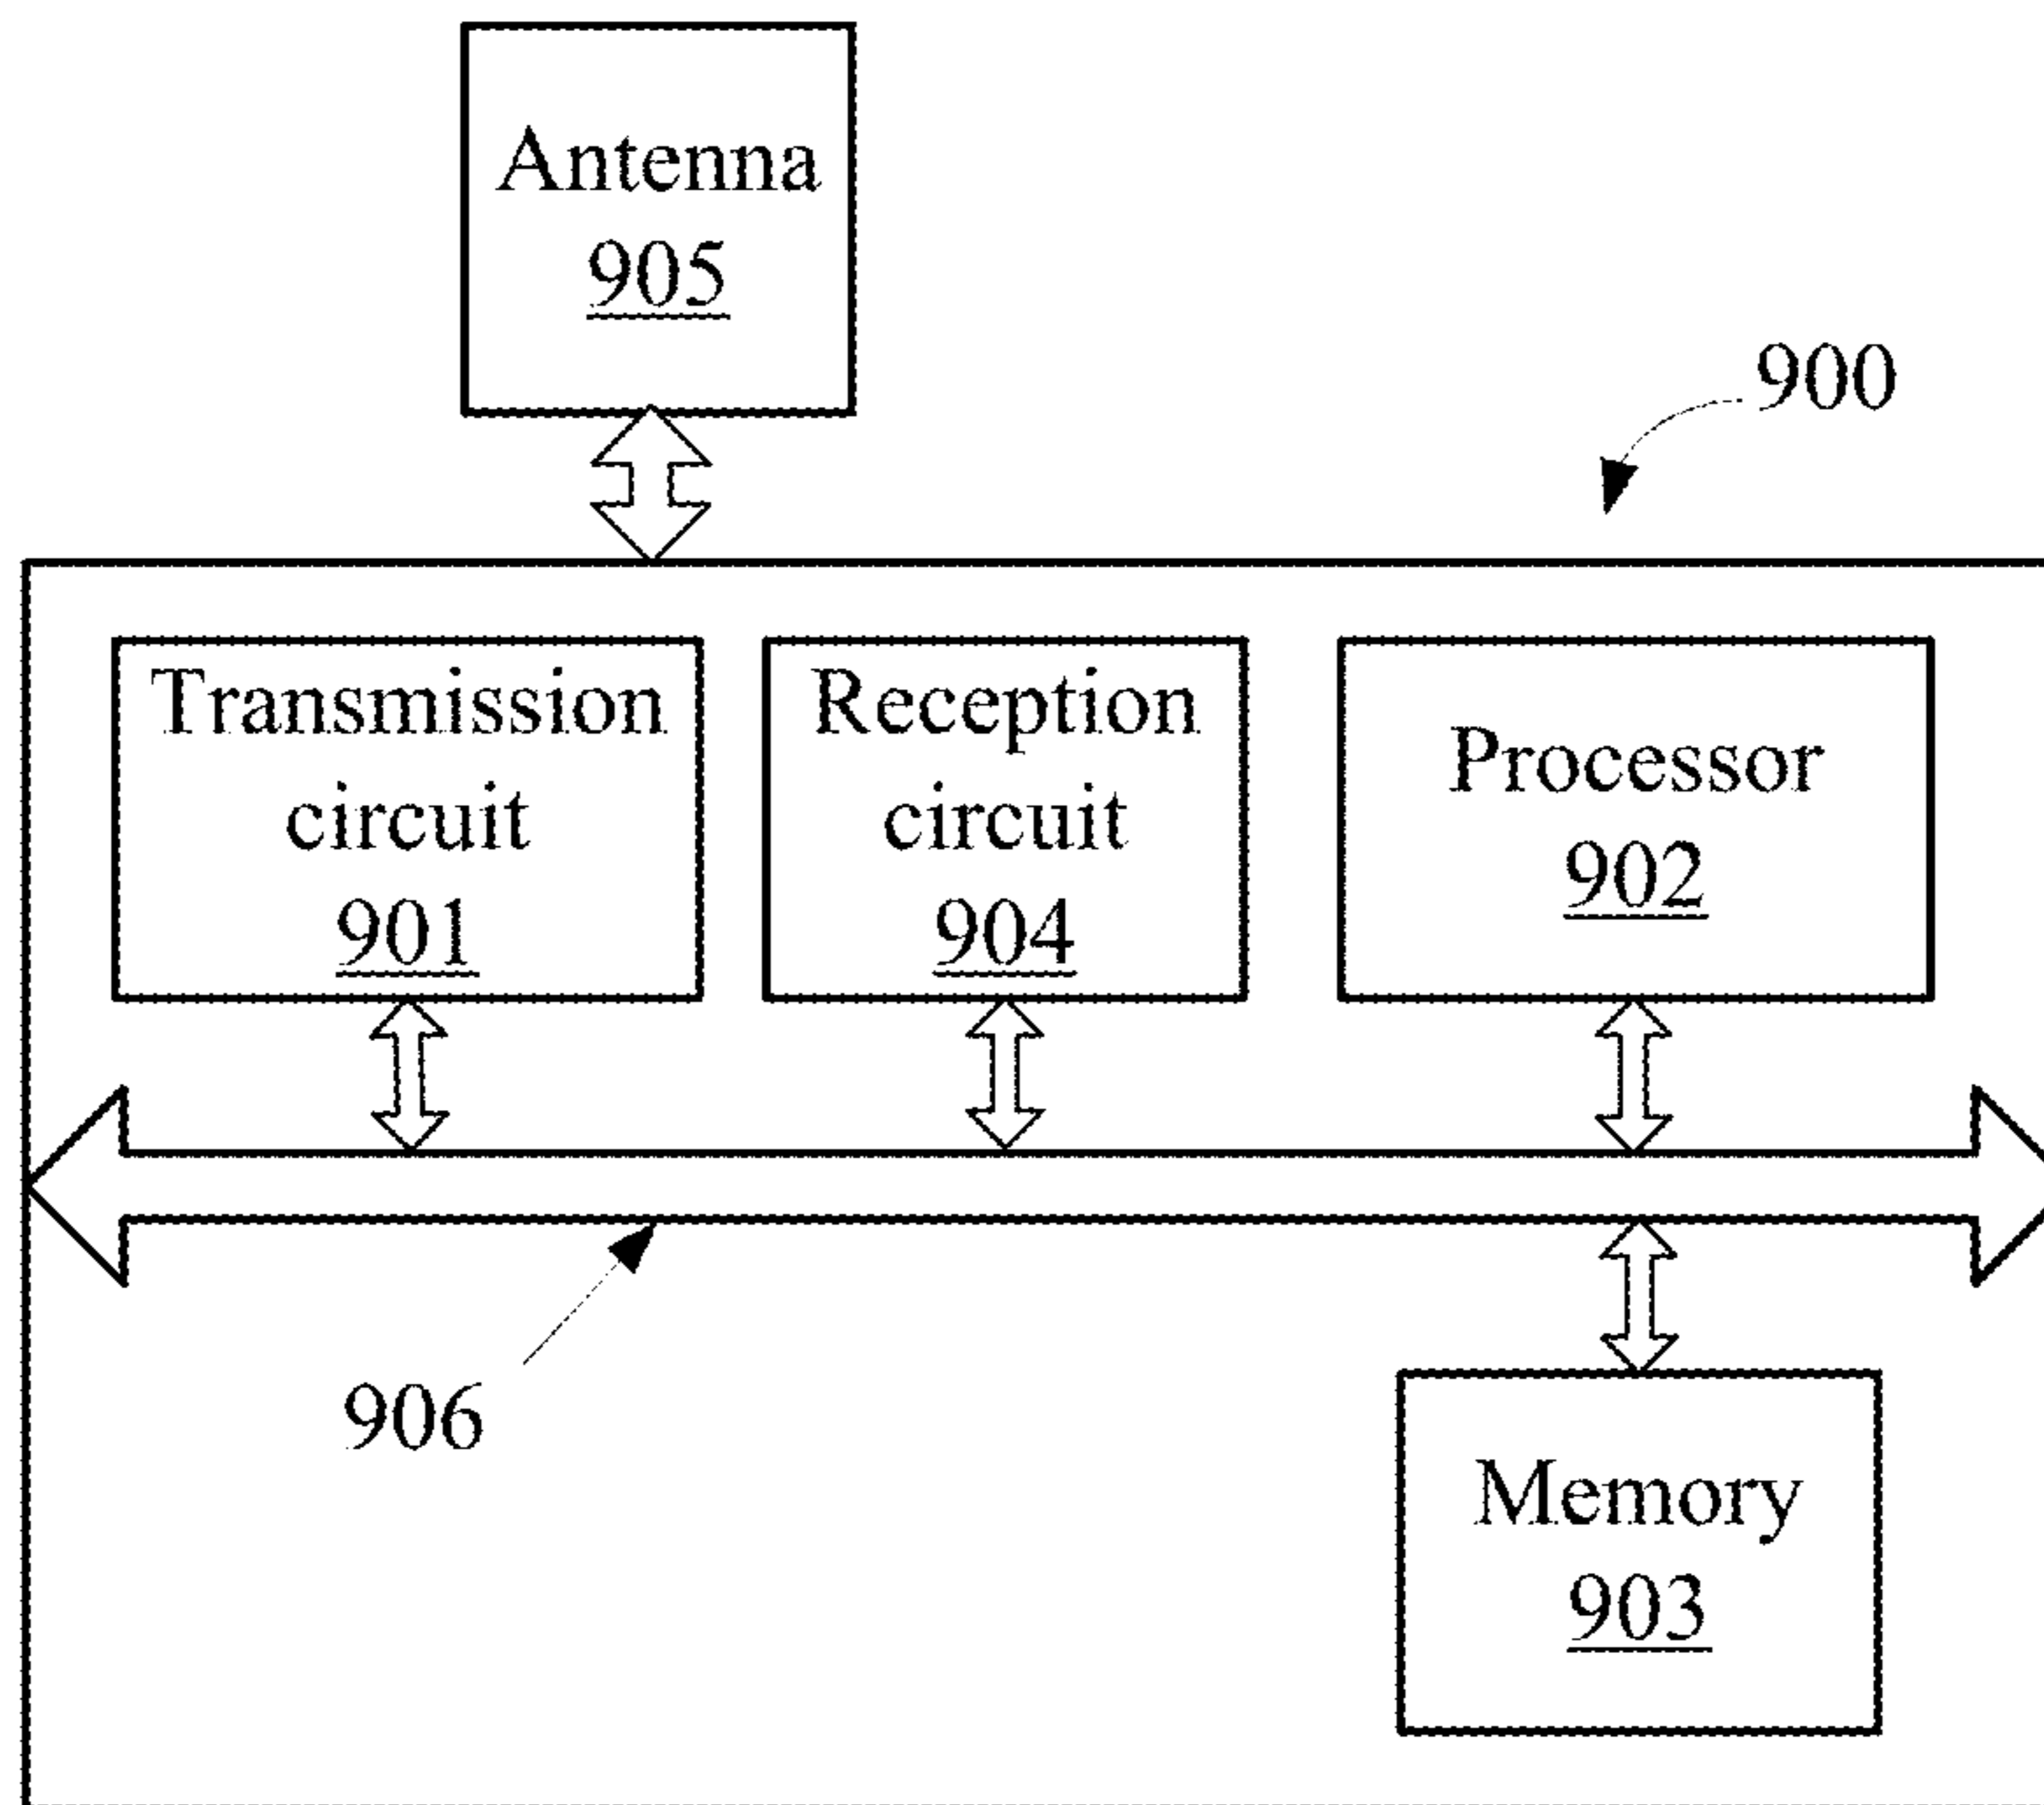 Antenna
905
900
Transmission
circuit
901
Reception
circuit
904
Processor
902
906
Memory
903